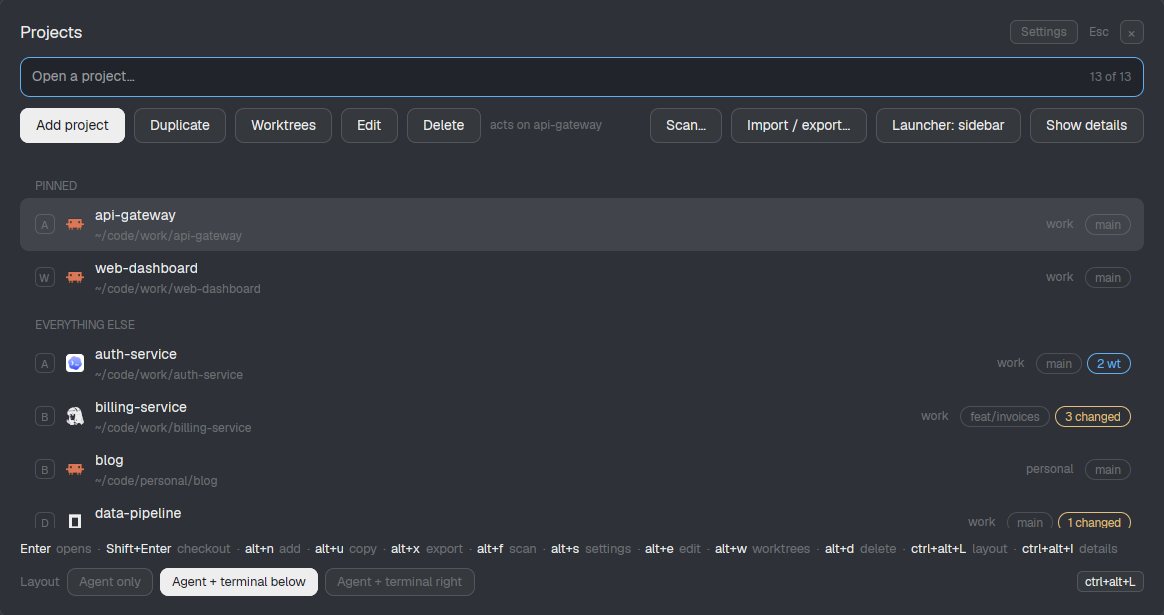 Projects Settings Esc ×
Open a project... 13 of 13
Add project Duplicate Worktrees Edit Delete acts on api-gateway Scan... Import / export... Launcher: sidebar Show details
PINNED
A api-gateway work main
~/code/work/api-gateway
W web-dashboard work main
~/code/work/web-dashboard
EVERYTHING ELSE
A auth-service work main 2 wt
~/code/work/auth-service
B billing-service work feat/invoices 3 changed
~/code/work/billing-service
B blog personal main
~/code/personal/blog
D data-pipeline work main 1 changed
Enter opens · Shift+Enter checkout · alt+n add · alt+u copy · alt+x export · alt+f scan · alt+s settings · alt+e edit · alt+w worktrees · alt+d delete · ctrl+alt+L layout · ctrl+alt+I details
Layout Agent only Agent + terminal below Agent + terminal right ctrl+alt+L